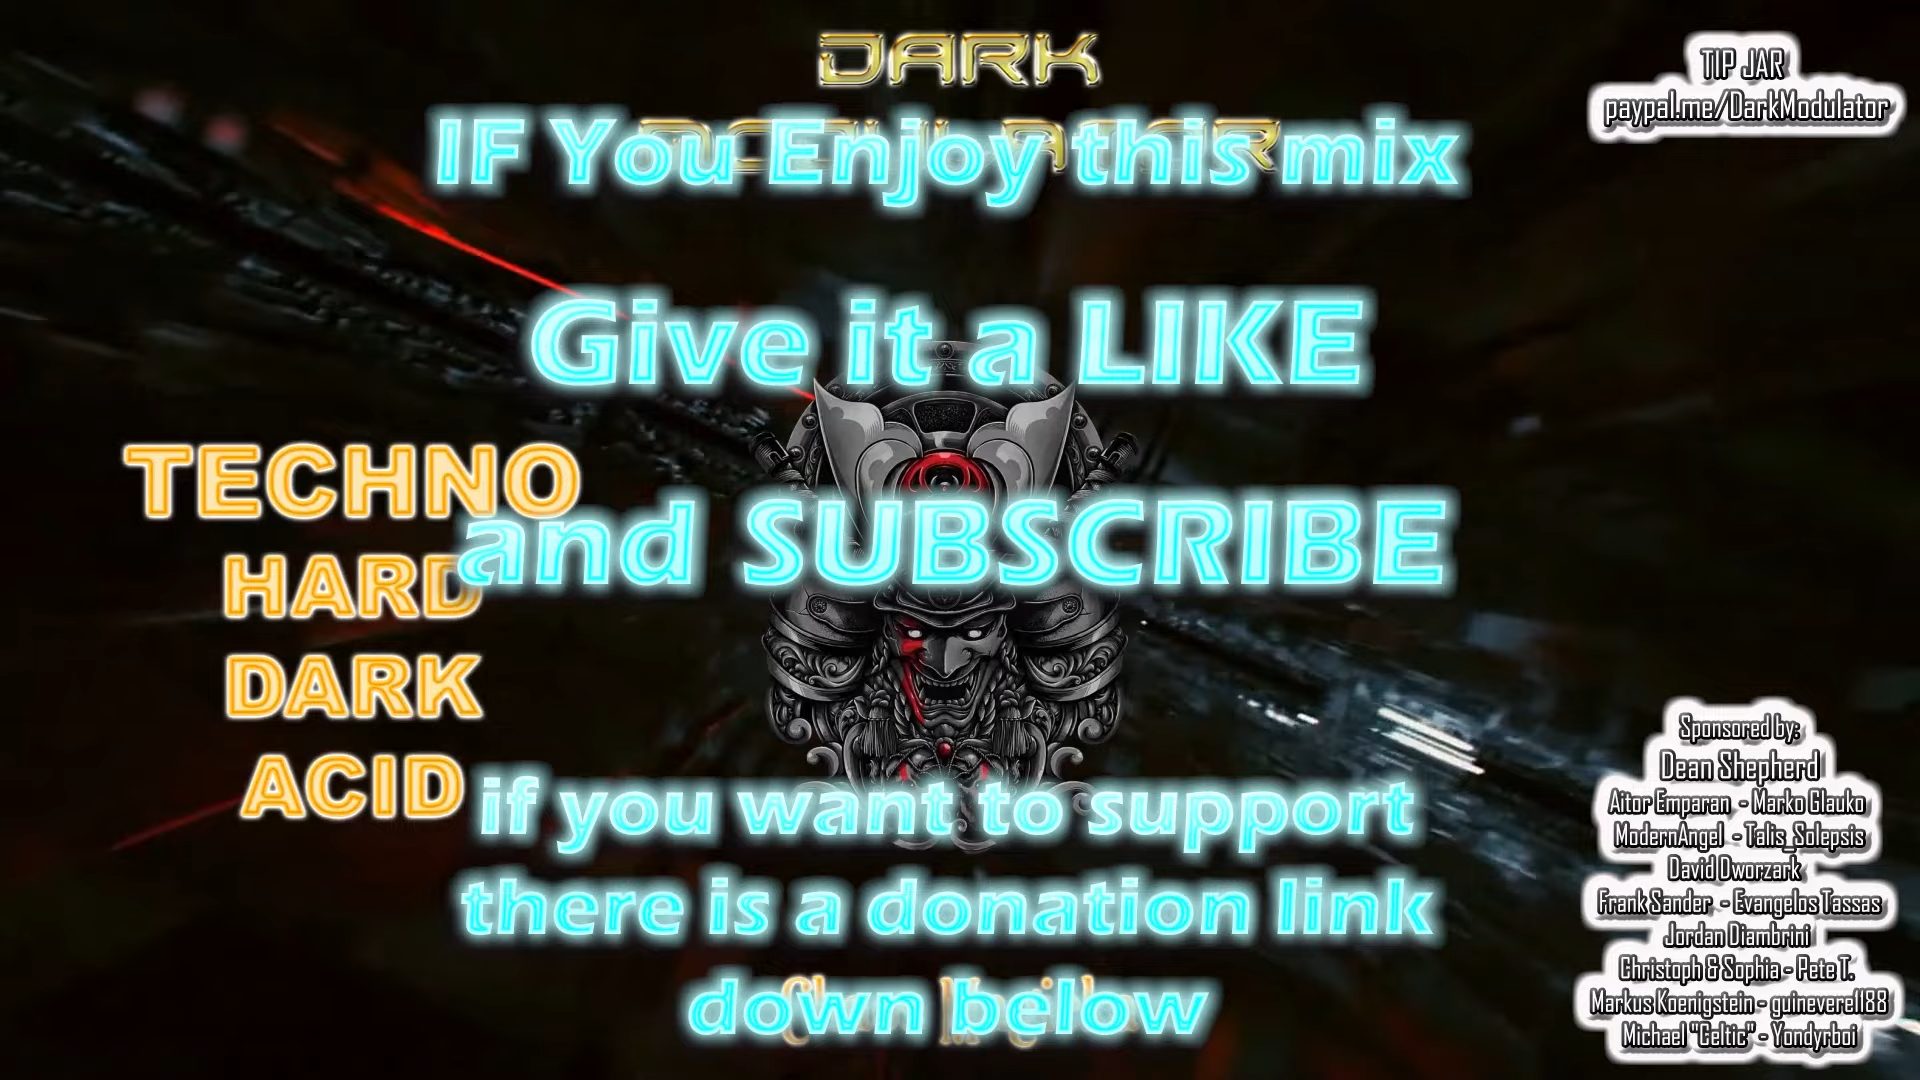 DARK
MODULATOR
TIP JAR
paypal.me/DarkModulator
IF You Enjoy this mix
Give it a LIKE
and SUBSCRIBE
TECHNO
HARD
DARK
ACID
if you want to support
there is a donation link
down below
Sponsored by:
Dean Shepherd
Aitor Emparan - Marko Glauko
ModernAngel - Talis_Solepsis
David Dworzark
Frank Sander - Evangelos Tassas
Jordan Diambrini
Christoph & Sophia - Pete T.
Markus Koenigstein - guineverell88
Michael "Celtic" - Yondyrboi